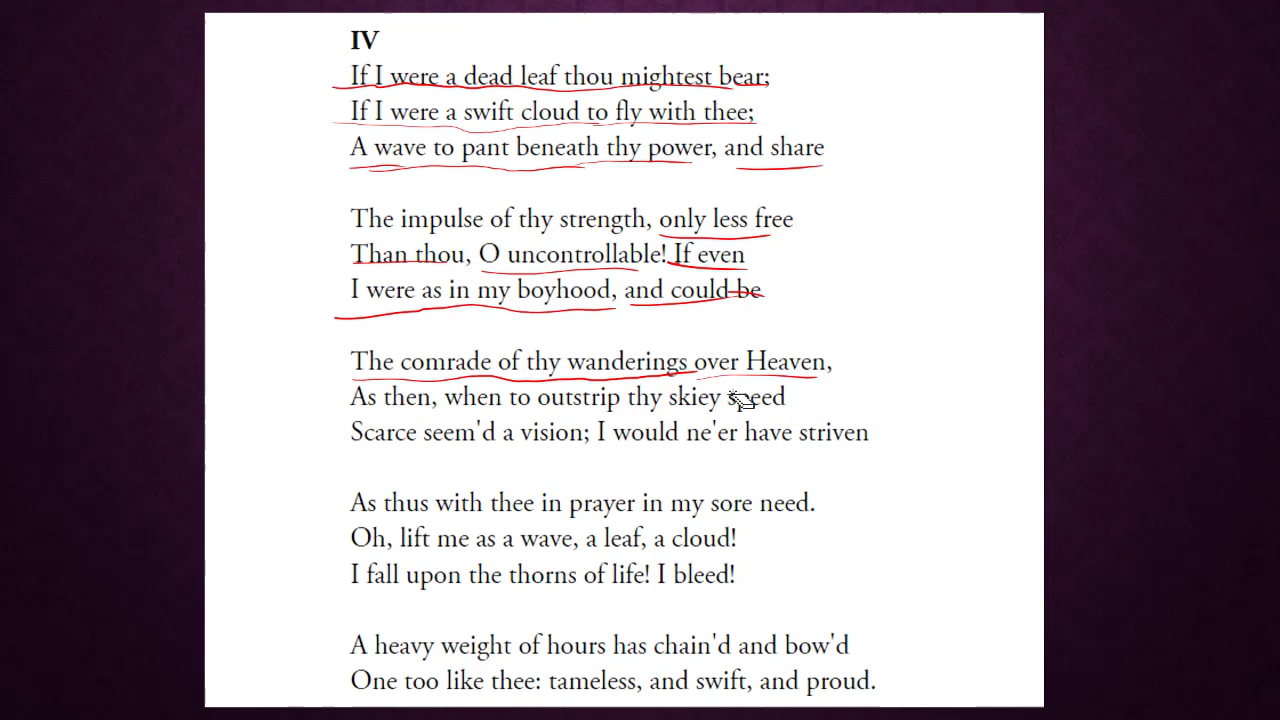 IV
If I were a dead leaf thou mightest bear;
If I were a swift cloud to fly with thee;
A wave to pant beneath thy power, and share
The impulse of thy strength, only less free
Than thou, O uncontrollable! If even
I were as in my boyhood, and could be
The comrade of thy wanderings over Heaven,
As then, when to outstrip thy skiey speed
Scarce seem'd a vision; I would ne'er have striven
As thus with thee in prayer in my sore need.
Oh, lift me as a wave, a leaf, a cloud!
I fall upon the thorns of life! I bleed!
A heavy weight of hours has chain'd and bow'd
One too like thee: tameless, and swift, and proud.